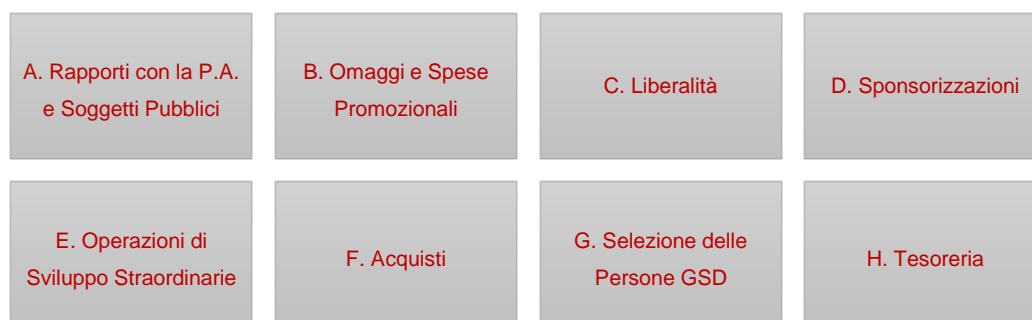 A. Rapporti con la P.A.
e Soggetti Pubblici
B. Omaggi e Spese
Promozionali
C. Liberalità
D. Sponsorizzazioni
E. Operazioni di
Sviluppo Straordinarie
F. Acquisti
G. Selezione delle
Persone GSD
H. Tesoreria